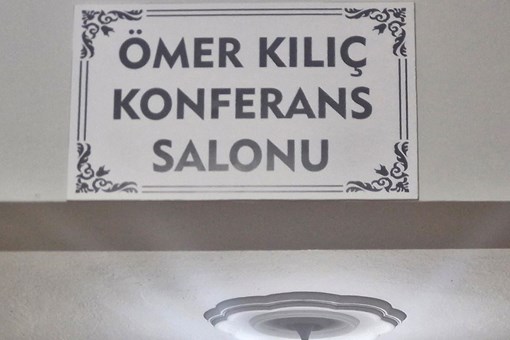 ÖMER KILIÇ
KONFERANS
SALONU